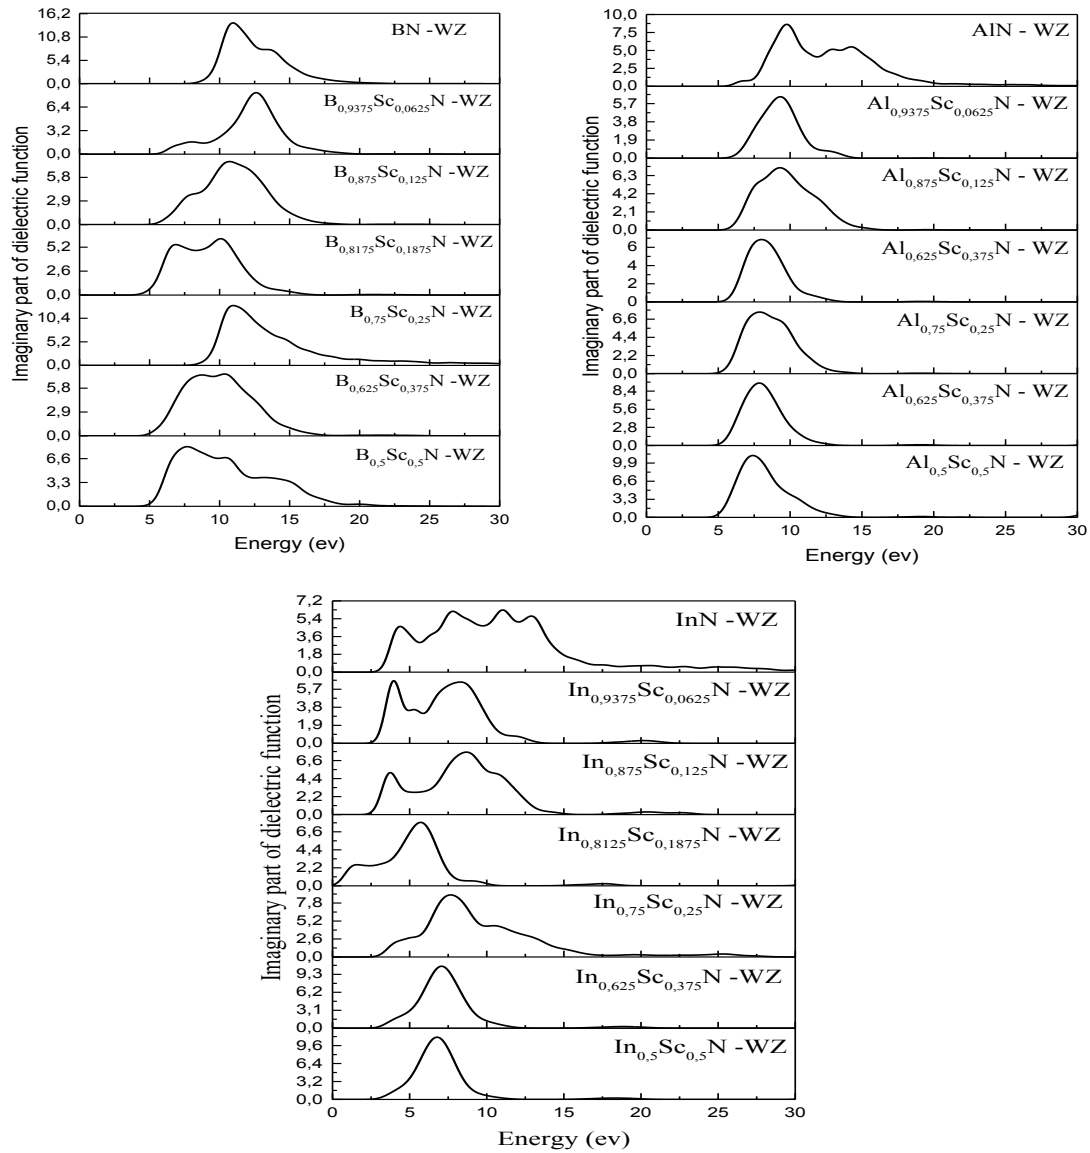 Imaginary part of dielectric function
16,2
10,8
5,4
0,0
BN -WZ
6,4
3,2
0,0
B0,9375Sc0,0625N -WZ
5,8
2,9
0,0
B0,875Sc0,125N -WZ
5,2
2,6
0,0
B0,8175Sc0,1875N -WZ
10,4
5,2
0,0
B0,75Sc0,25N -WZ
5,8
2,9
0,0
B0,625Sc0,375N -WZ
6,6
3,3
0,0
B0,5Sc0,5N -WZ
0 5 10 15 20 25 30
Energy (ev)
Imaginary part of dielectric function
10,0
7,5
5,0
2,5
0,0
AlN - WZ
5,7
3,8
1,9
0,0
Al0,9375Sc0,0625N - WZ
6,3
4,2
2,1
0,0
Al0,875Sc0,125N - WZ
6
4
2
0
Al0,625Sc0,375N - WZ
6,6
4,4
2,2
0,0
Al0,75Sc0,25N - WZ
8,4
5,6
2,8
0,0
Al0,625Sc0,375N - WZ
9,9
6,6
3,3
0,0
Al0,5Sc0,5N - WZ
0 5 10 15 20 25 30
Energy (ev)
Imaginary part of dielectric function
7,2
5,4
3,6
1,8
0,0
InN -WZ
5,7
3,8
1,9
0,0
In0,9375Sc0,0625N -WZ
6,6
4,4
2,2
0,0
In0,875Sc0,125N -WZ
6,6
4,4
2,2
0,0
In0,8125Sc0,1875N -WZ
7,8
5,2
2,6
0,0
In0,75Sc0,25N -WZ
9,3
6,2
3,1
0,0
In0,625Sc0,375N -WZ
9,6
6,4
3,2
0,0
In0,5Sc0,5N -WZ
0 5 10 15 20 25 30
Energy (ev)